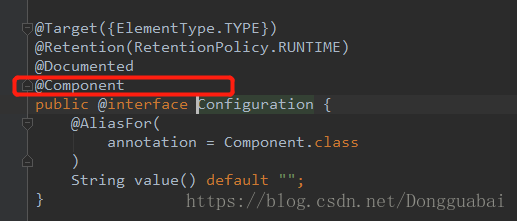 @Target({ElementType.TYPE})
@Retention(RetentionPolicy.RUNTIME)
@Documented
@Component
public @interface Configuration {
    @AliasFor(
        annotation = Component.class
    )
    String value() default "";
}
https://blog.csdn.net/Dongguabai